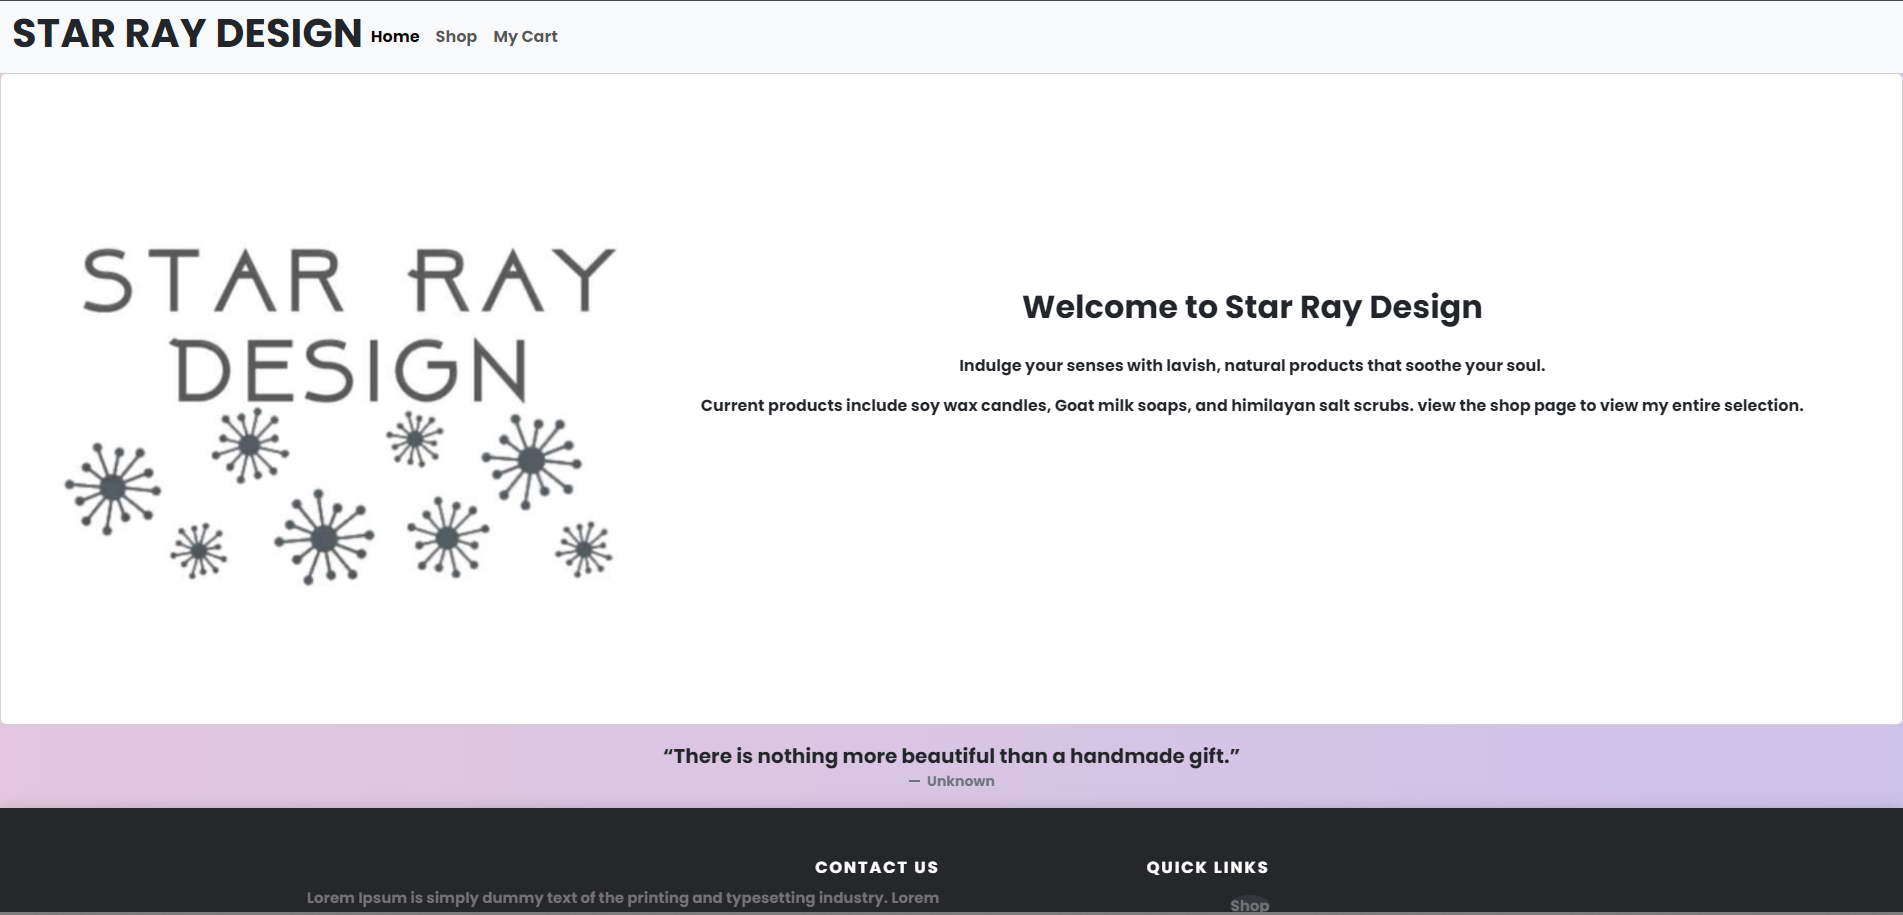 STAR RAY DESIGN Home Shop My Cart
STAR RAY
DESIGN
Welcome to Star Ray Design
Indulge your senses with lavish, natural products that soothe your soul.
Current products include soy wax candles, Goat milk soaps, and himilayan salt scrubs. view the shop page to view my entire selection.
“There is nothing more beautiful than a handmade gift.”
— Unknown
CONTACT US
Lorem Ipsum is simply dummy text of the printing and typesetting industry. Lorem
QUICK LINKS
Shop